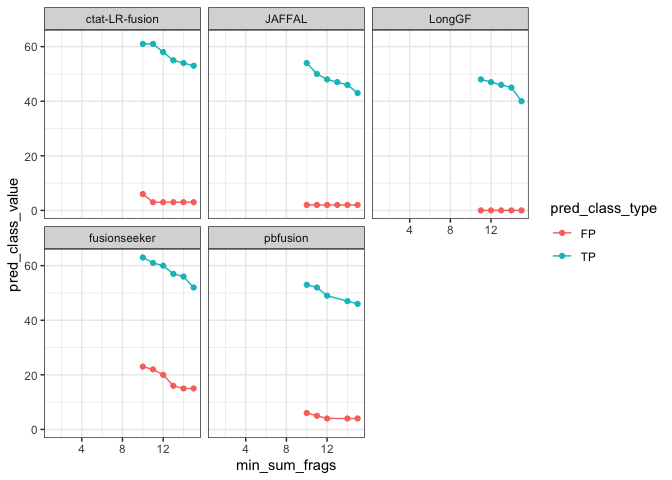 ctat-LR-fusion JAFFAL LongGF
60
40
20
0
4 8 12
fusionseeker pbfusion
60
40
20
0
4 8 12 4 8 12
min_sum_frags
pred_class_value
pred_class_type
FP
TP